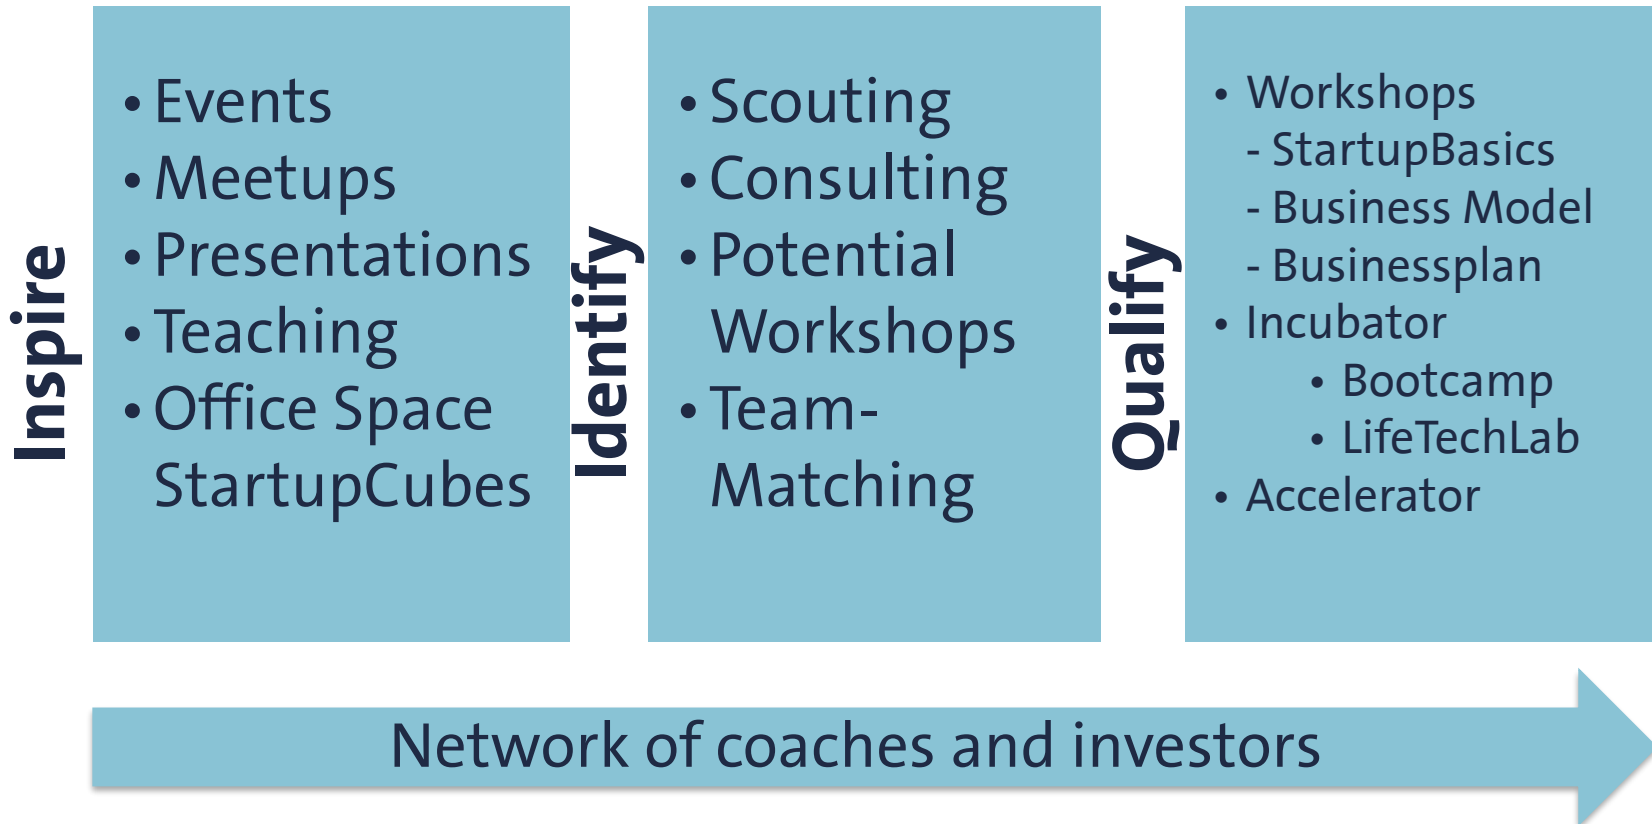 Inspire
• Events
• Meetups
• Presentations
• Teaching
• Office Space
StartupCubes
Identify
• Scouting
• Consulting
• Potential
Workshops
• Team-
Matching
Qualify
• Workshops
- StartupBasics
- Business Model
- Businessplan
• Incubator
• Bootcamp
• LifeTechLab
• Accelerator
Network of coaches and investors